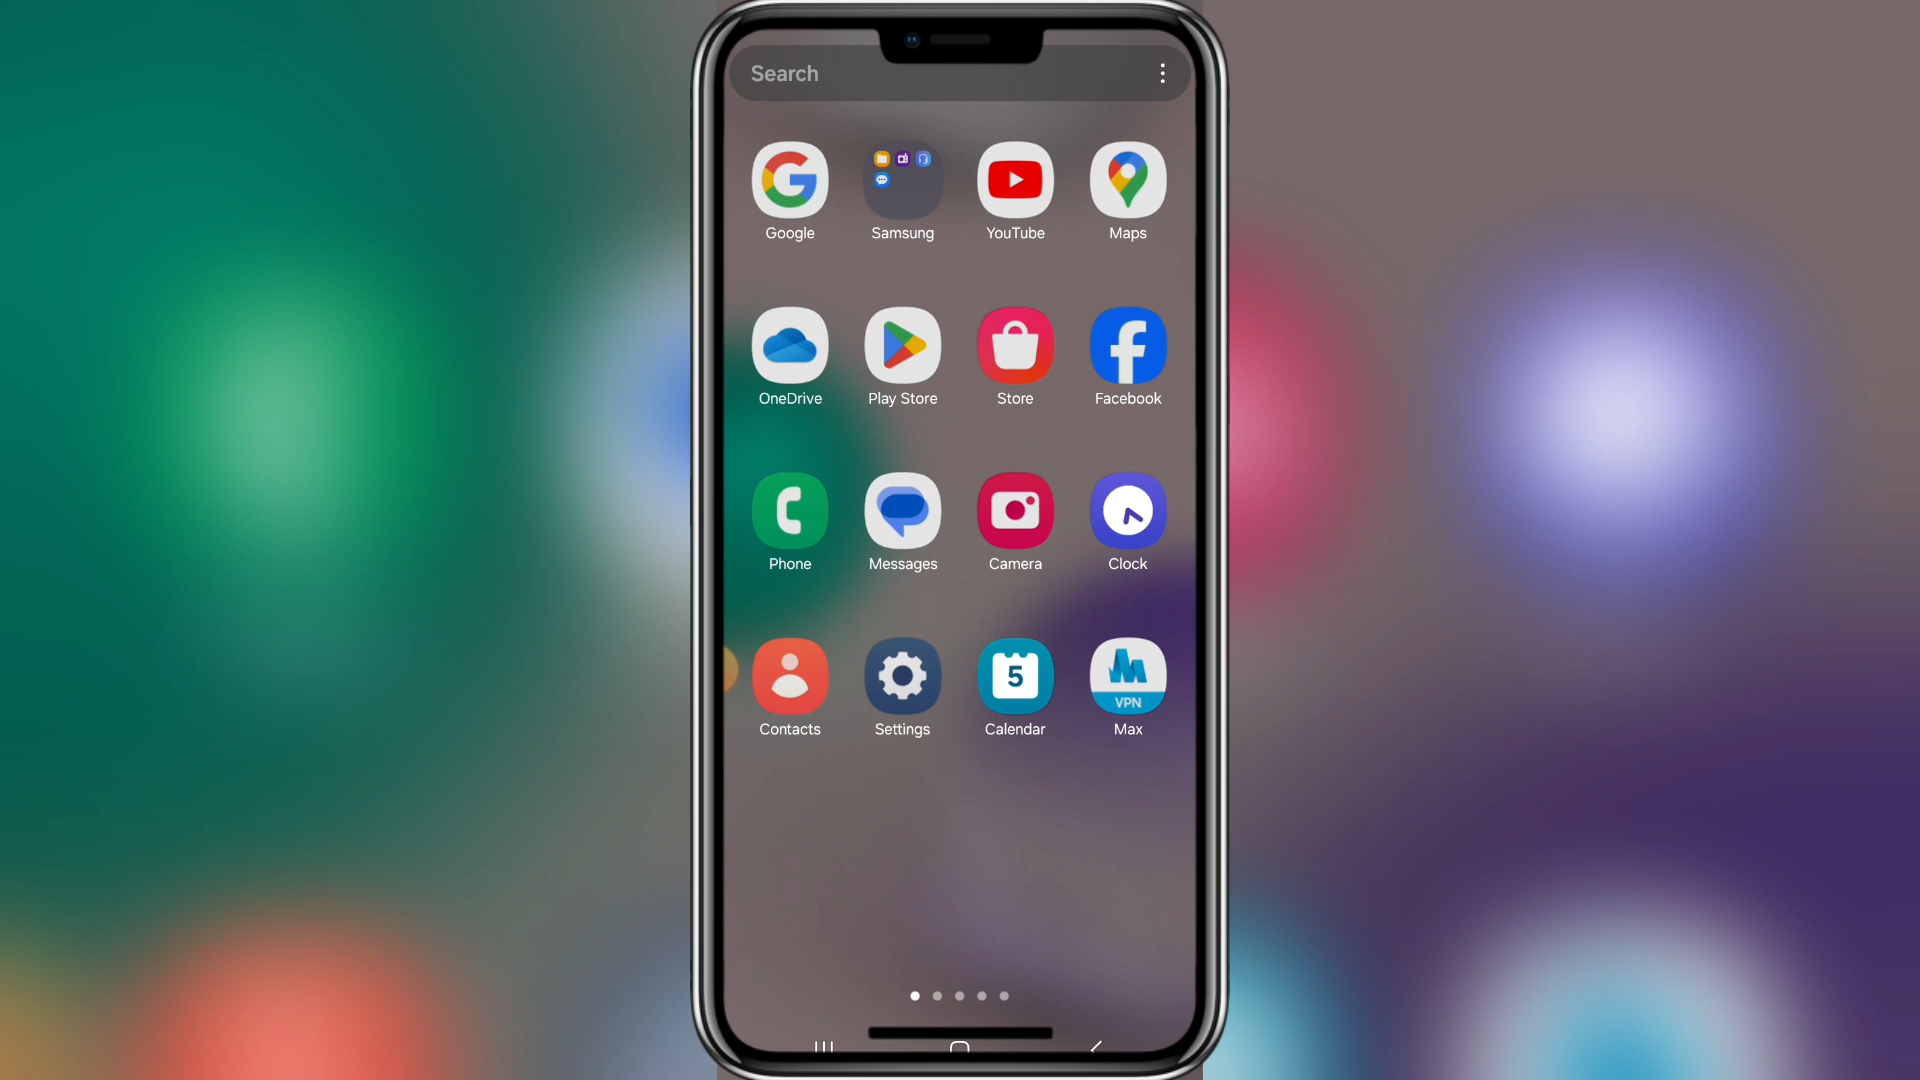 Search
Google Samsung YouTube Maps
OneDrive Play Store Store Facebook
Phone Messages Camera Clock
5
VPN
Contacts Settings Calendar Max